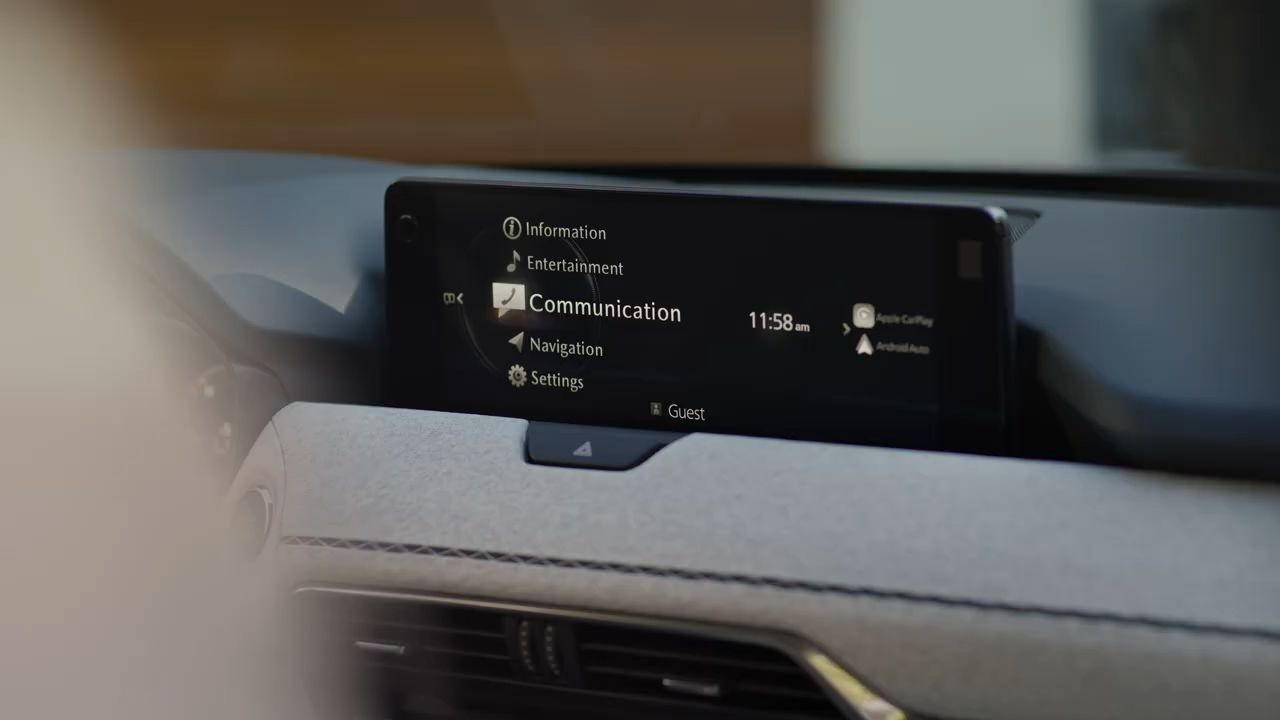 Information
Entertainment
Communication
Navigation
Settings
11:58 am
Apple CarPlay
Android Auto
Guest